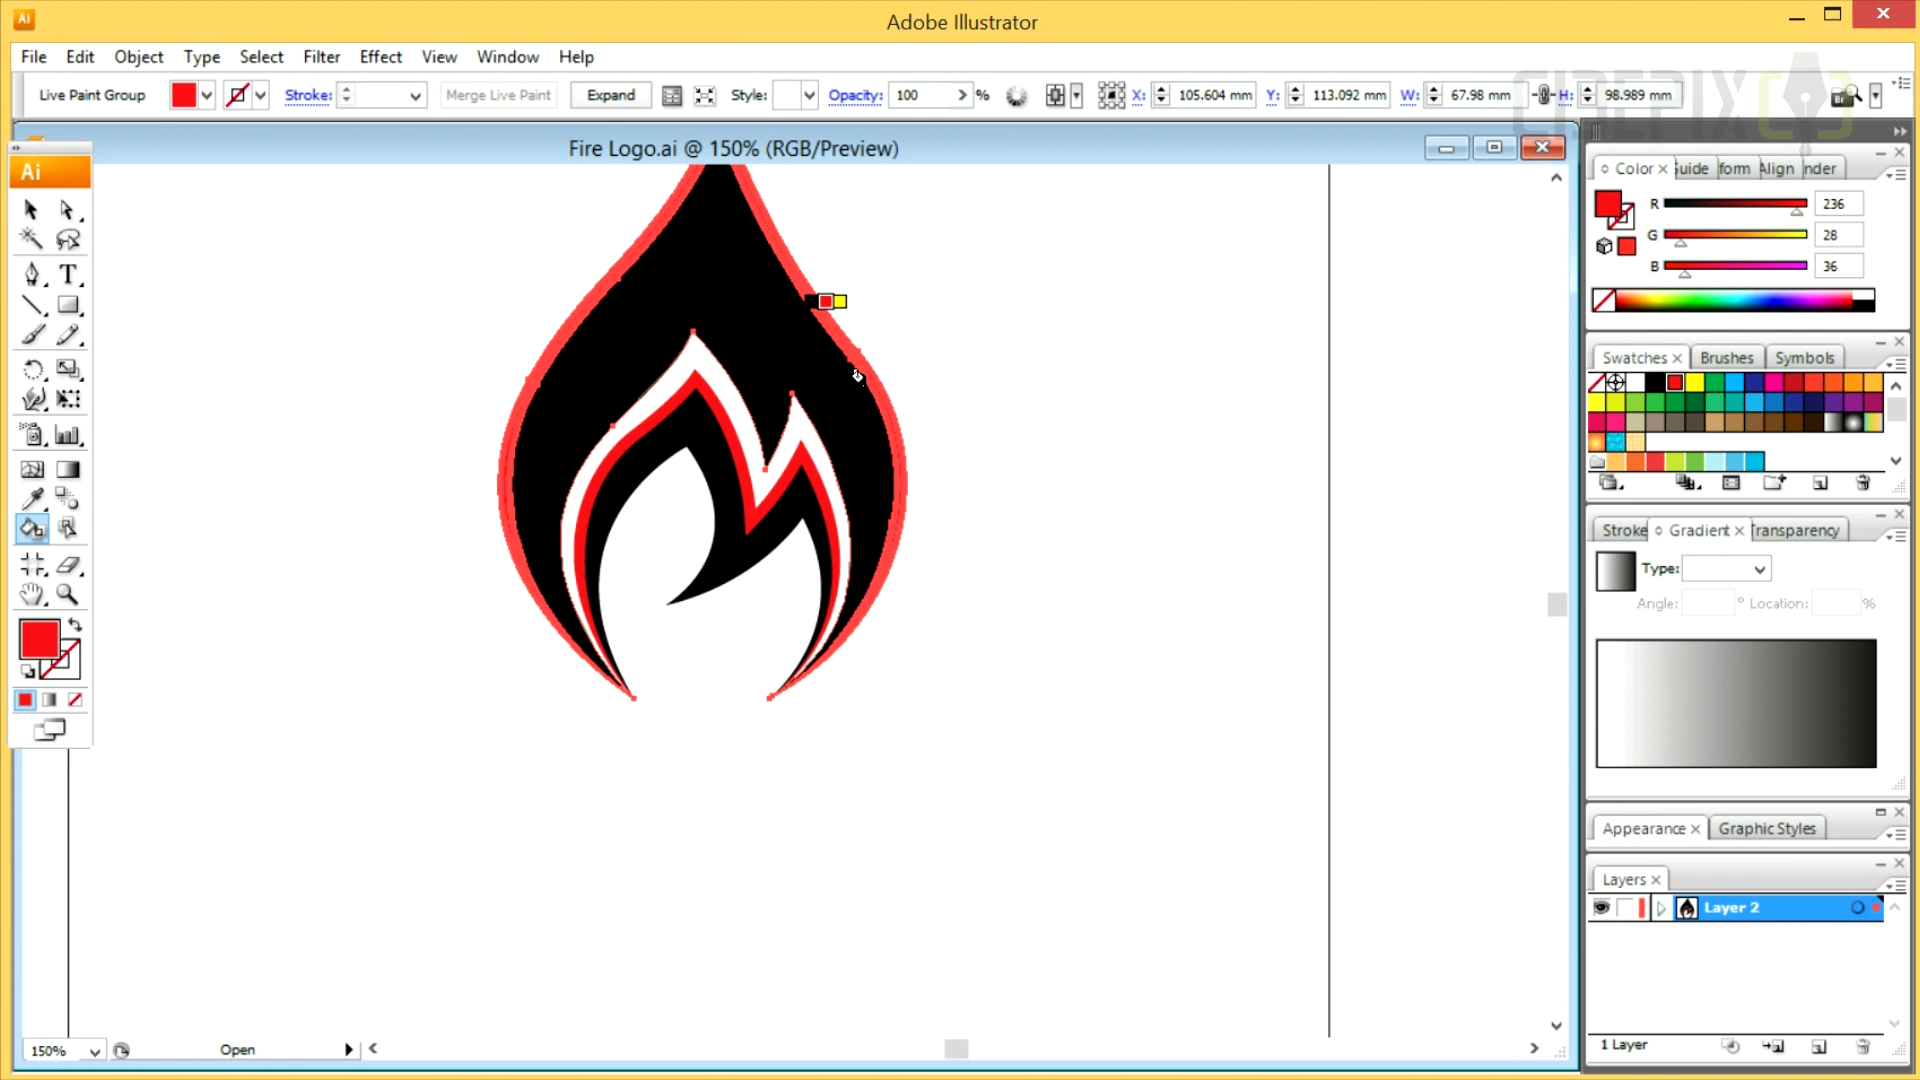 Ai
Adobe Illustrator
File Edit Object Type Select Filter Effect View Window Help
CINEPIX
Live Paint Group Stroke: Merge Live Paint Expand Style: Opacity: 100 % X: 105.604 mm Y: 113.092 mm W: 67.98 mm H: 98.989 mm
Fire Logo.ai @ 150% (RGB/Preview)
Ai
T
Color Guide form Align nder
R 236
G 28
B 36
Swatches Brushes Symbols
Stroke Gradient Transparency
Type:
Angle: ° Location: %
Appearance Graphic Styles
Layers
Layer 2
1 Layer
150% Open